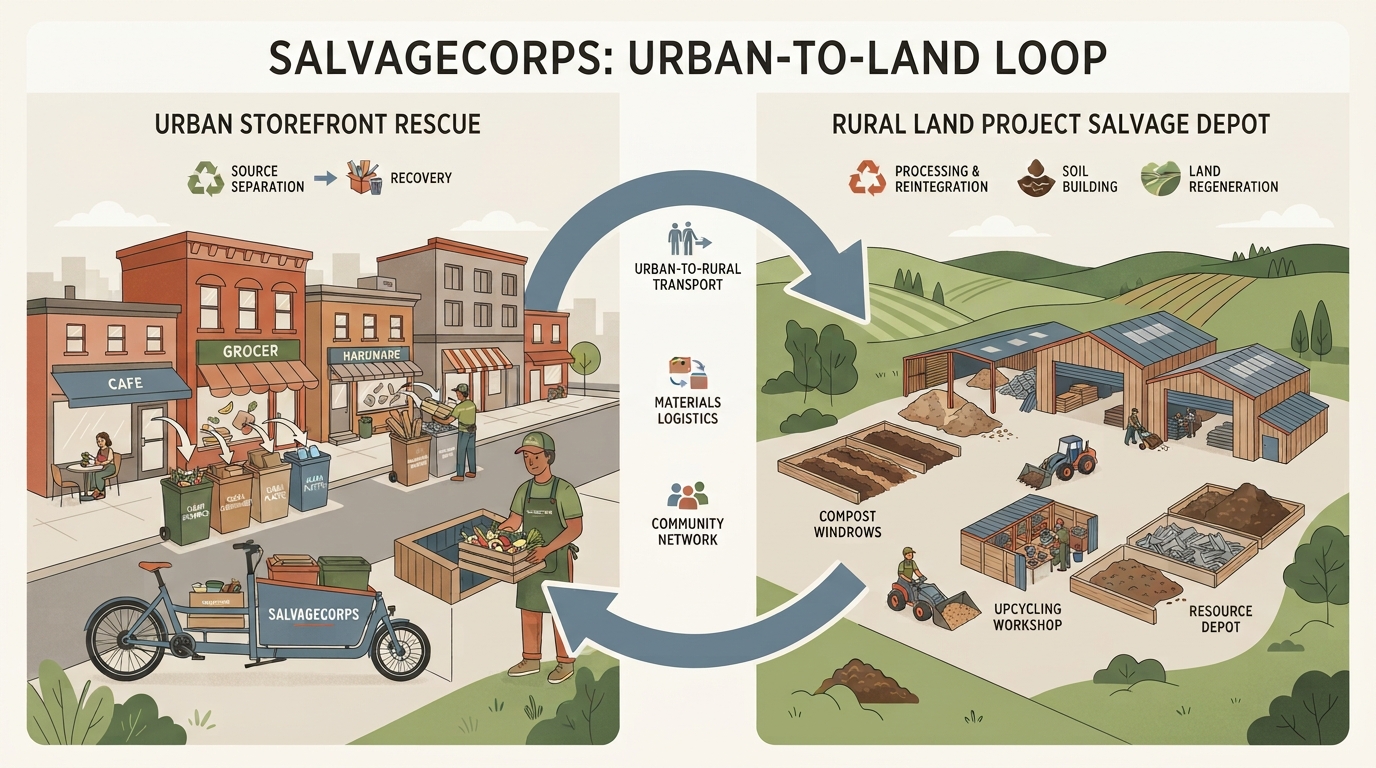 SALVAGECORPS: URBAN-TO-LAND LOOP
URBAN STOREFRONT RESCUE
SOURCE
SEPARATION
RECOVERY
CAFE
GROCER
HARUNARE
SALVAGECORPS
URBAN-TO-RURAL
TRANSPORT
MATERIALS
LOGISTICS
COMMUNITY
NETWORK
RURAL LAND PROJECT SALVAGE DEPOT
PROCESSING &
REINTEGRATION
SOIL
BUILDING
LAND
REGENERATION
COMPOST
WINDROWS
UPCYCLING
WORKSHOP
RESOURCE
DEPOT